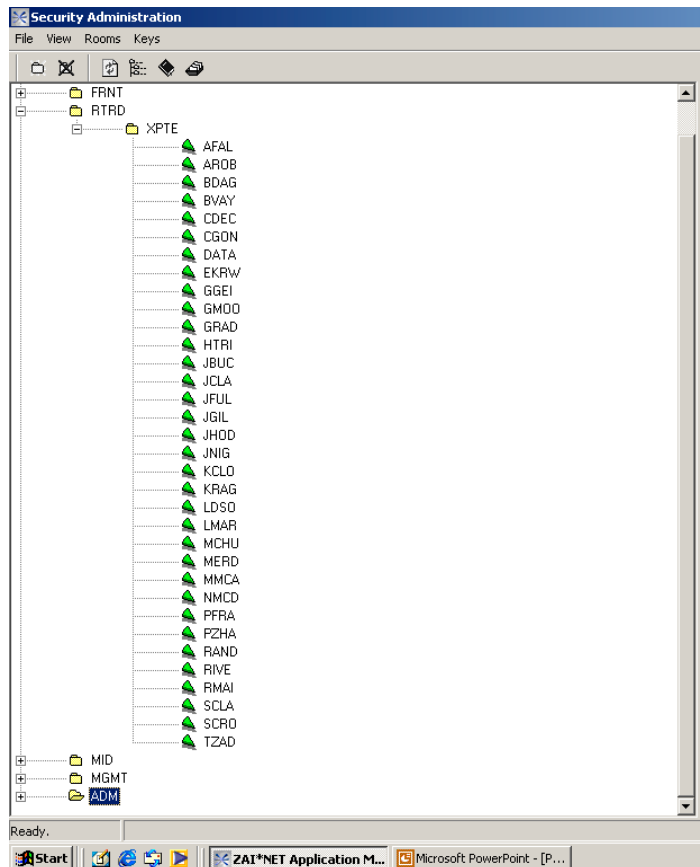 Security Administration
File View Rooms Keys
FRNT
RTRD
XPTE
AFAL
AROB
BDAG
BVAY
CDEC
CGON
DATA
EKRW
GGEI
GMOO
GRAD
HTRI
JBUC
JCLA
JFUL
JGIL
JHOD
JNIG
KCLO
KRAG
LDSO
LMAR
MCHU
MERD
MMCA
NMCD
PFRA
PZHA
RAND
RIVE
RMAI
SCLA
SCRO
TZAD
MID
MGMT
ADM
Ready.
Start ZAI*NET Application M... Microsoft PowerPoint - [P...